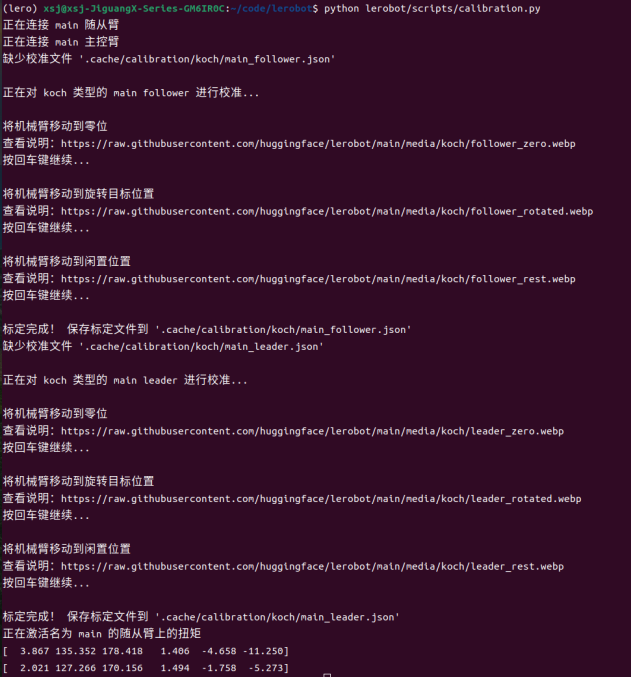 (lero) xsj@xsj-JiguangX-Series-GM6IR0C:~/code/lerobot$ python lerobot/scripts/calibration.py
正在连接 main 随从臂
正在连接 main 主控臂
缺少校准文件 '.cache/calibration/koch/main_follower.json'
正在对 koch 类型的 main follower 进行校准...
将机械臂移动到零位
查看说明：https://raw.githubusercontent.com/huggingface/lerobot/main/media/koch/follower_zero.webp
按回车键继续...
将机械臂移动到旋转目标位置
查看说明：https://raw.githubusercontent.com/huggingface/lerobot/main/media/koch/follower_rotated.webp
按回车键继续...
将机械臂移动到闲置位置
查看说明：https://raw.githubusercontent.com/huggingface/lerobot/main/media/koch/follower_rest.webp
按回车键继续...
标定完成！ 保存标定文件到 '.cache/calibration/koch/main_follower.json'
缺少校准文件 '.cache/calibration/koch/main_leader.json'
正在对 koch 类型的 main leader 进行校准...
将机械臂移动到零位
查看说明：https://raw.githubusercontent.com/huggingface/lerobot/main/media/koch/leader_zero.webp
按回车键继续...
将机械臂移动到旋转目标位置
查看说明：https://raw.githubusercontent.com/huggingface/lerobot/main/media/koch/leader_rotated.webp
按回车键继续...
将机械臂移动到闲置位置
查看说明：https://raw.githubusercontent.com/huggingface/lerobot/main/media/koch/leader_rest.webp
按回车键继续...
标定完成！ 保存标定文件到 '.cache/calibration/koch/main_leader.json'
正在激活名为 main 的随从臂上的扭矩
[  3.867 135.352 178.418   1.406  -4.658 -11.250]
[  2.021 127.266 170.156   1.494  -1.758  -5.273]